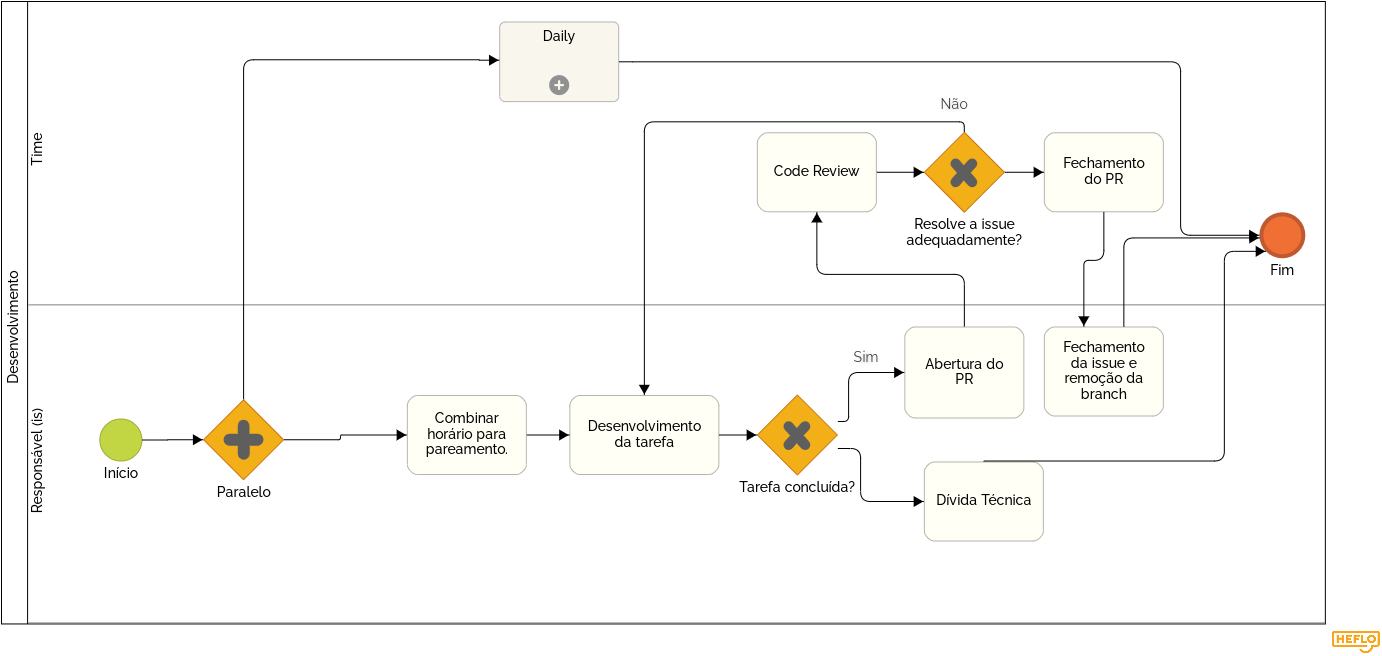 Desenvolvimento
Time
Daily
Não
Code Review
Resolve a issue
adequadamente?
Fechamento
do PR
Fim
Responsável (is)
Início
Paralelo
Combinar
horário para
pareamento.
Desenvolvimento
da tarefa
Tarefa concluída?
Sim
Abertura do
PR
Dívida Técnica
Fechamento
da issue e
remoção da
branch
HEFLO